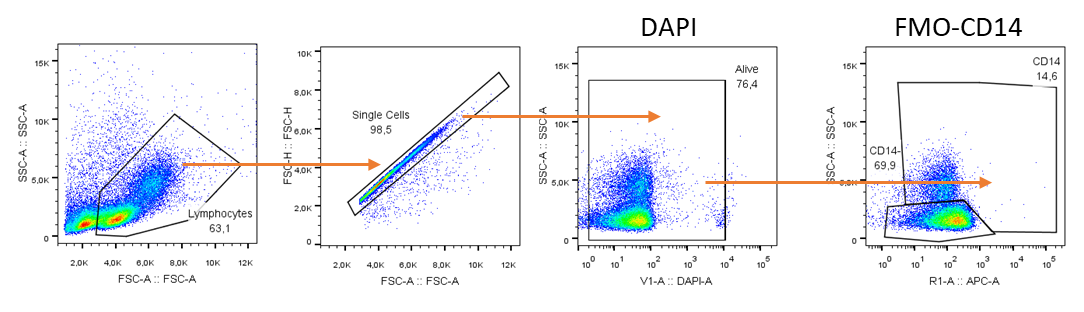 DAPI
FMO-CD14
15K
10K
5,0K
0
SSC-A :: SSC-A
Lymphocytes
63,1
2,0K 4,0K 6,0K 8,0K 10K 12K
FSC-A :: FSC-A
10K
8,0K
6,0K
4,0K
2,0K
0
FSC-H :: FSC-H
Single Cells
98,5
2,0K 4,0K 6,0K 8,0K 10K 12K
FSC-A :: FSC-A
15K
10K
5,0K
0
SSC-A :: SSC-A
Alive
76,4
10^0 10^1 10^2 10^3 10^4 10^5
V1-A :: DAPI-A
15K
10K
5,0K
0
SSC-A :: SSC-A
CD14
14,6
CD14-
69,9
10^0 10^1 10^2 10^3 10^4 10^5
R1-A :: APC-A